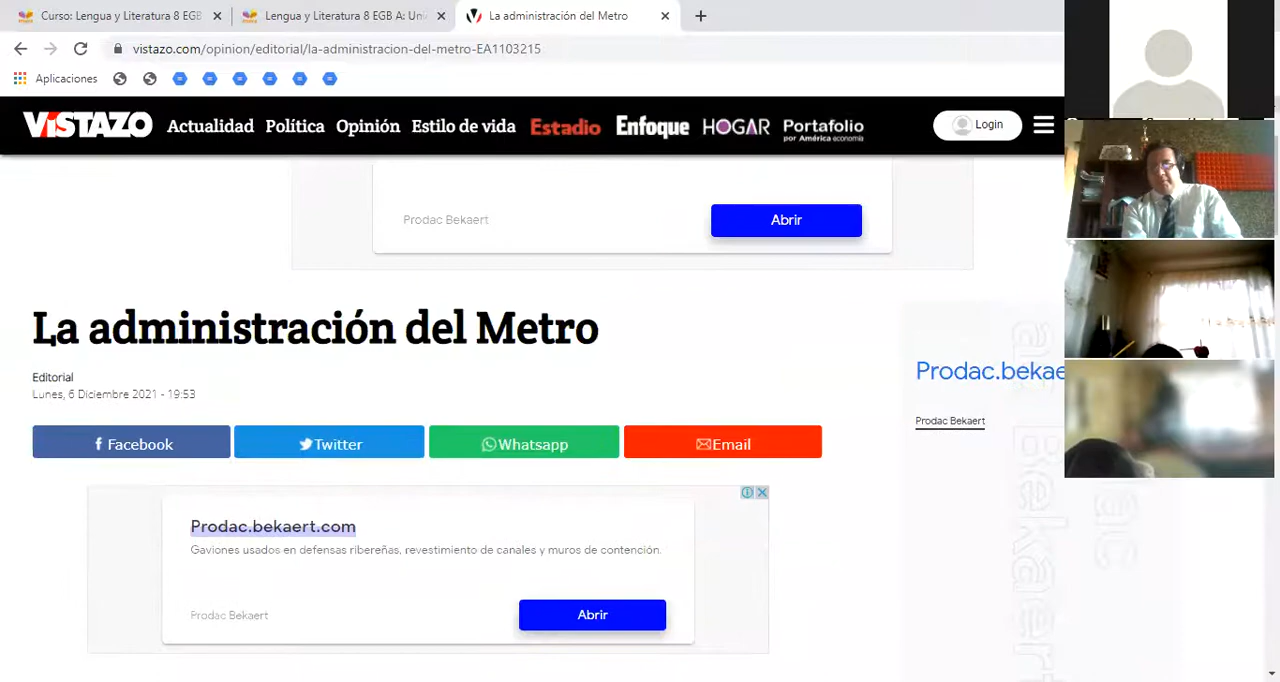 Curso: Lengua y Literatura 8 EGB
Lengua y Literatura 8 EGB A: Uni
La administración del Metro
vistazo.com/opinion/editorial/la-administracion-del-metro-EA1103215
Aplicaciones
ViSTAZO Actualidad Política Opinión Estilo de vida Estadio Enfoque HOGAR Portafolio
por América economía
Login
Prodac Bekaert
Abrir
La administración del Metro
Editorial
Lunes, 6 Diciembre 2021 - 19:53
Facebook Twitter Whatsapp Email
Prodac.bekae
Prodac Bekaert
Prodac.bekaert.com
Gaviones usados en defensas ribereñas, revestimiento de canales y muros de contención.
Prodac Bekaert
Abrir